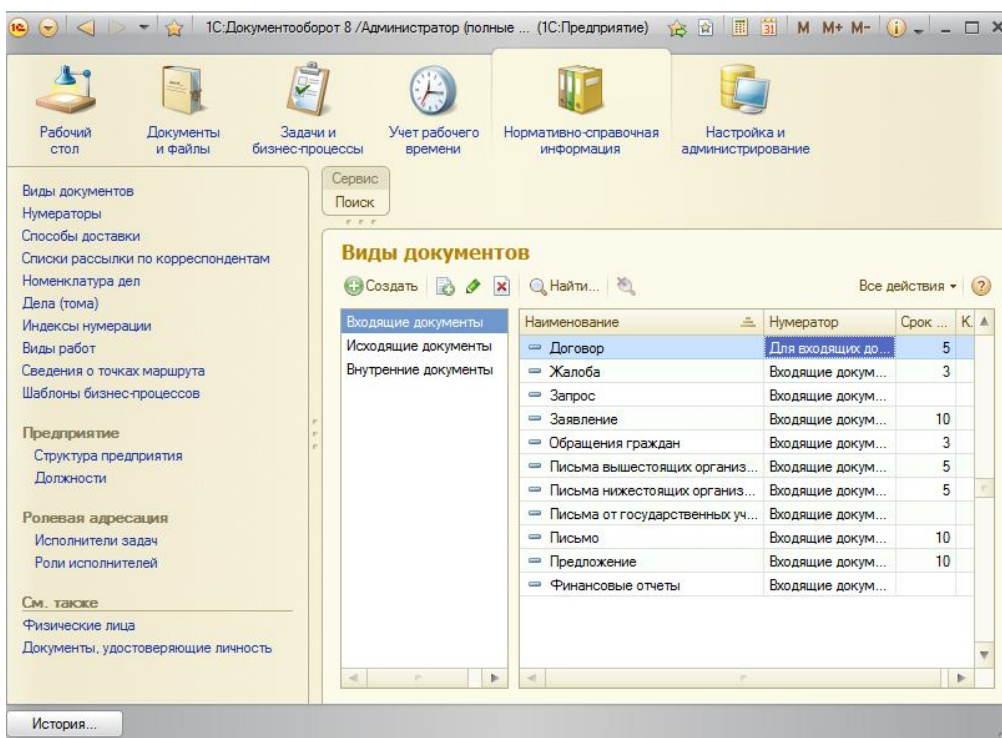 1С:Документооборот 8 /Администратор (полные ... (1С:Предприятие)
M M+ M-
Рабочий
стол
Документы
и файлы
Задачи и
бизнес-процессы
Учет рабочего
времени
Нормативно-справочная
информация
Настройка и
администрирование
Виды документов
Нумераторы
Способы доставки
Списки рассылки по корреспондентам
Номенклатура дел
Дела (тома)
Индексы нумерации
Виды работ
Сведения о точках маршрута
Шаблоны бизнес-процессов
Предприятие
Структура предприятия
Должности
Ролевая адресация
Исполнители задач
Роли исполнителей
См. также
Физические лица
Документы, удостоверяющие личность
Сервис
Поиск
Виды документов
Создать Найти... Все действия
Входящие документы
Исходящие документы
Внутренние документы
Наименование Нумератор Срок ... К.
Договор Для входящих до... 5
Жалоба Входящие докум... 3
Запрос Входящие докум...
Заявление Входящие докум... 10
Обращения граждан Входящие докум... 3
Письма вышестоящих организ... Входящие докум... 5
Письма нижестоящих организ... Входящие докум... 5
Письма от государственных уч... Входящие докум...
Письмо Входящие докум... 10
Предложение Входящие докум... 10
Финансовые отчеты Входящие докум...
История...